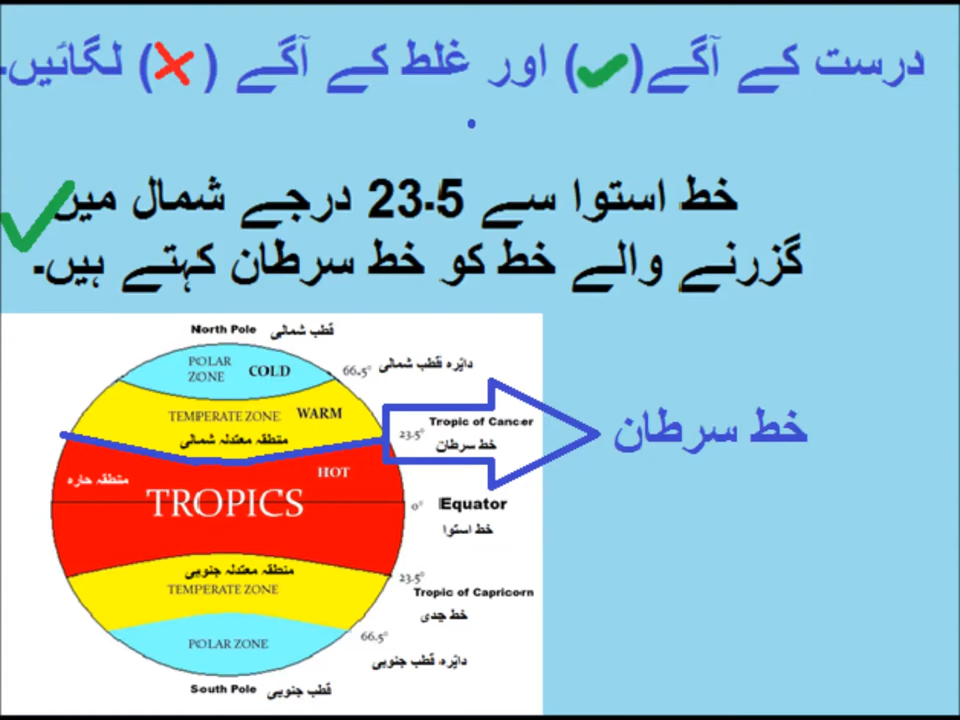 درست کے آگے(✓) اور غلط کے آگے (✗) لگائیں۔
خط استوا سے 23.5 درجے شمال میں
گزرنے والے خط کو خط سرطان کہتے ہیں۔
North Pole قطب شمالی
POLAR
ZONE
COLD
66.5° دائرہ قطب شمالی
TEMPERATE ZONE WARM
منطقہ معتدلہ شمالی
Tropic of Cancer
23.5°
خط سرطان
خط سرطان
HOT
منطقہ حارہ
TROPICS
0° Equator
خط استوا
منطقہ معتدلہ جنوبی
TEMPERATE ZONE
23.5°
Tropic of Capricorn
خط جدی
POLAR ZONE
66.5°
دائرہ قطب جنوبی
South Pole قطب جنوبی